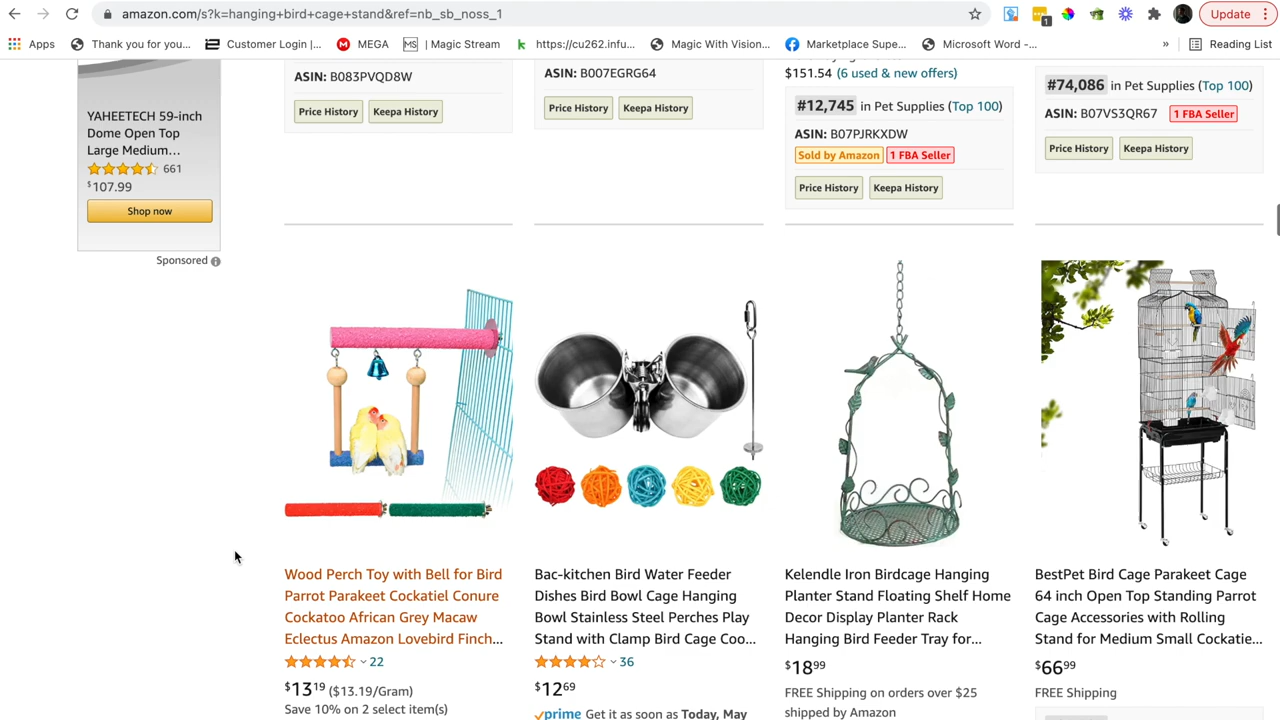 amazon.com/s?k=hanging+bird+cage+stand&ref=nb_sb_noss_1
1
Update
Apps
Thank you for you...
Customer Login |...
MEGA
MS
| Magic Stream
https://cu262.infu...
Magic With Vision...
Marketplace Supe...
Microsoft Word -...
»
Reading List
YAHEETECH 59-inch
Dome Open Top
Large Medium...
661
$107.99
Shop now
Sponsored
ASIN: B083PVQD8W
Price History
Keepa History
ASIN: B007EGRG64
Price History
Keepa History
$151.54 (6 used & new offers)
#12,745 in Pet Supplies (Top 100)
ASIN: B07PJRKXDW
Sold by Amazon
1 FBA Seller
Price History
Keepa History
#74,086 in Pet Supplies (Top 100)
ASIN: B07VS3QR67 1 FBA Seller
Price History
Keepa History
Wood Perch Toy with Bell for Bird
Parrot Parakeet Cockatiel Conure
Cockatoo African Grey Macaw
Eclectus Amazon Lovebird Finch...
22
$13.19 ($13.19/Gram)
Save 10% on 2 select item(s)
Bac-kitchen Bird Water Feeder
Dishes Bird Bowl Cage Hanging
Bowl Stainless Steel Perches Play
Stand with Clamp Bird Cage Coo...
36
$12.69
prime Get it as soon as Today, May
Kelendle Iron Birdcage Hanging
Planter Stand Floating Shelf Home
Decor Display Planter Rack
Hanging Bird Feeder Tray for...
$18.99
FREE Shipping on orders over $25
shipped by Amazon
BestPet Bird Cage Parakeet Cage
64 inch Open Top Standing Parrot
Cage Accessories with Rolling
Stand for Medium Small Cockatie...
$66.99
FREE Shipping